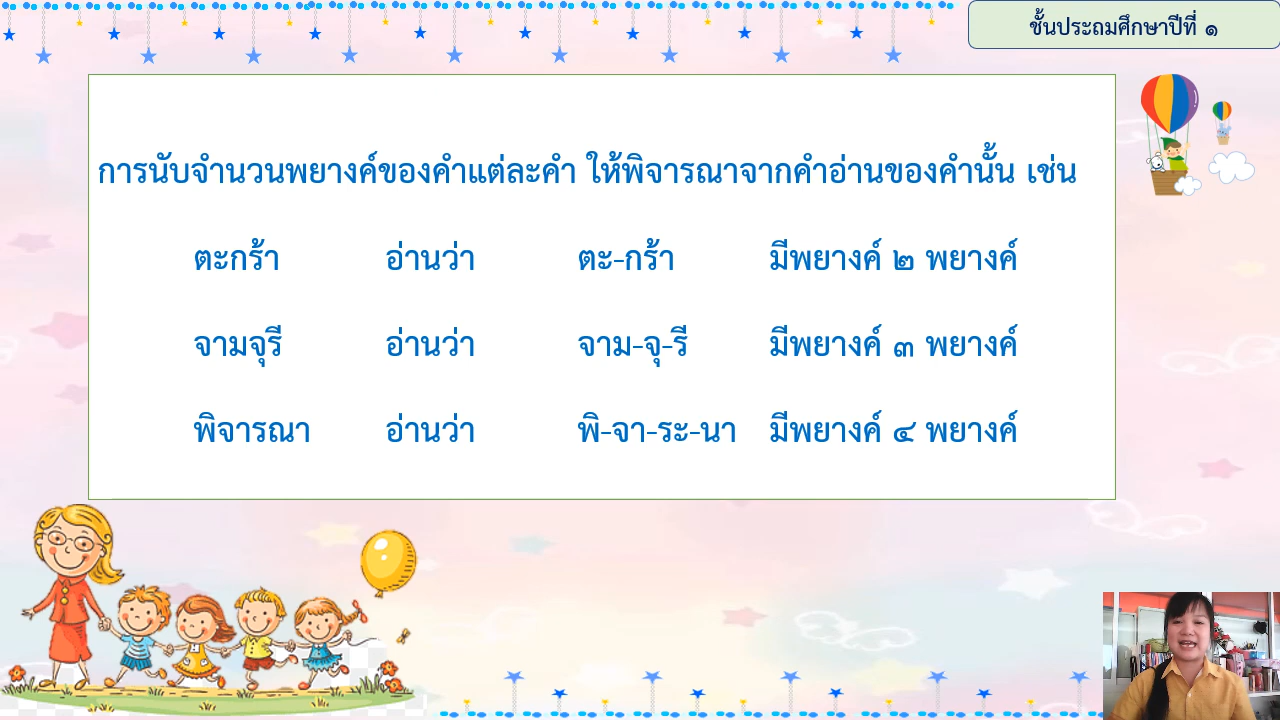 ชั้นประถมศึกษาปีที่ ๑
การนับจำนวนพยางค์ของคำแต่ละคำ ให้พิจารณาจากคำอ่านของคำนั้น เช่น
ตะกร้า อ่านว่า ตะ-กร้า มีพยางค์ ๒ พยางค์
จามจุรี อ่านว่า จาม-จุ-รี มีพยางค์ ๓ พยางค์
พิจารณา อ่านว่า พิ-จา-ระ-นา มีพยางค์ ๔ พยางค์